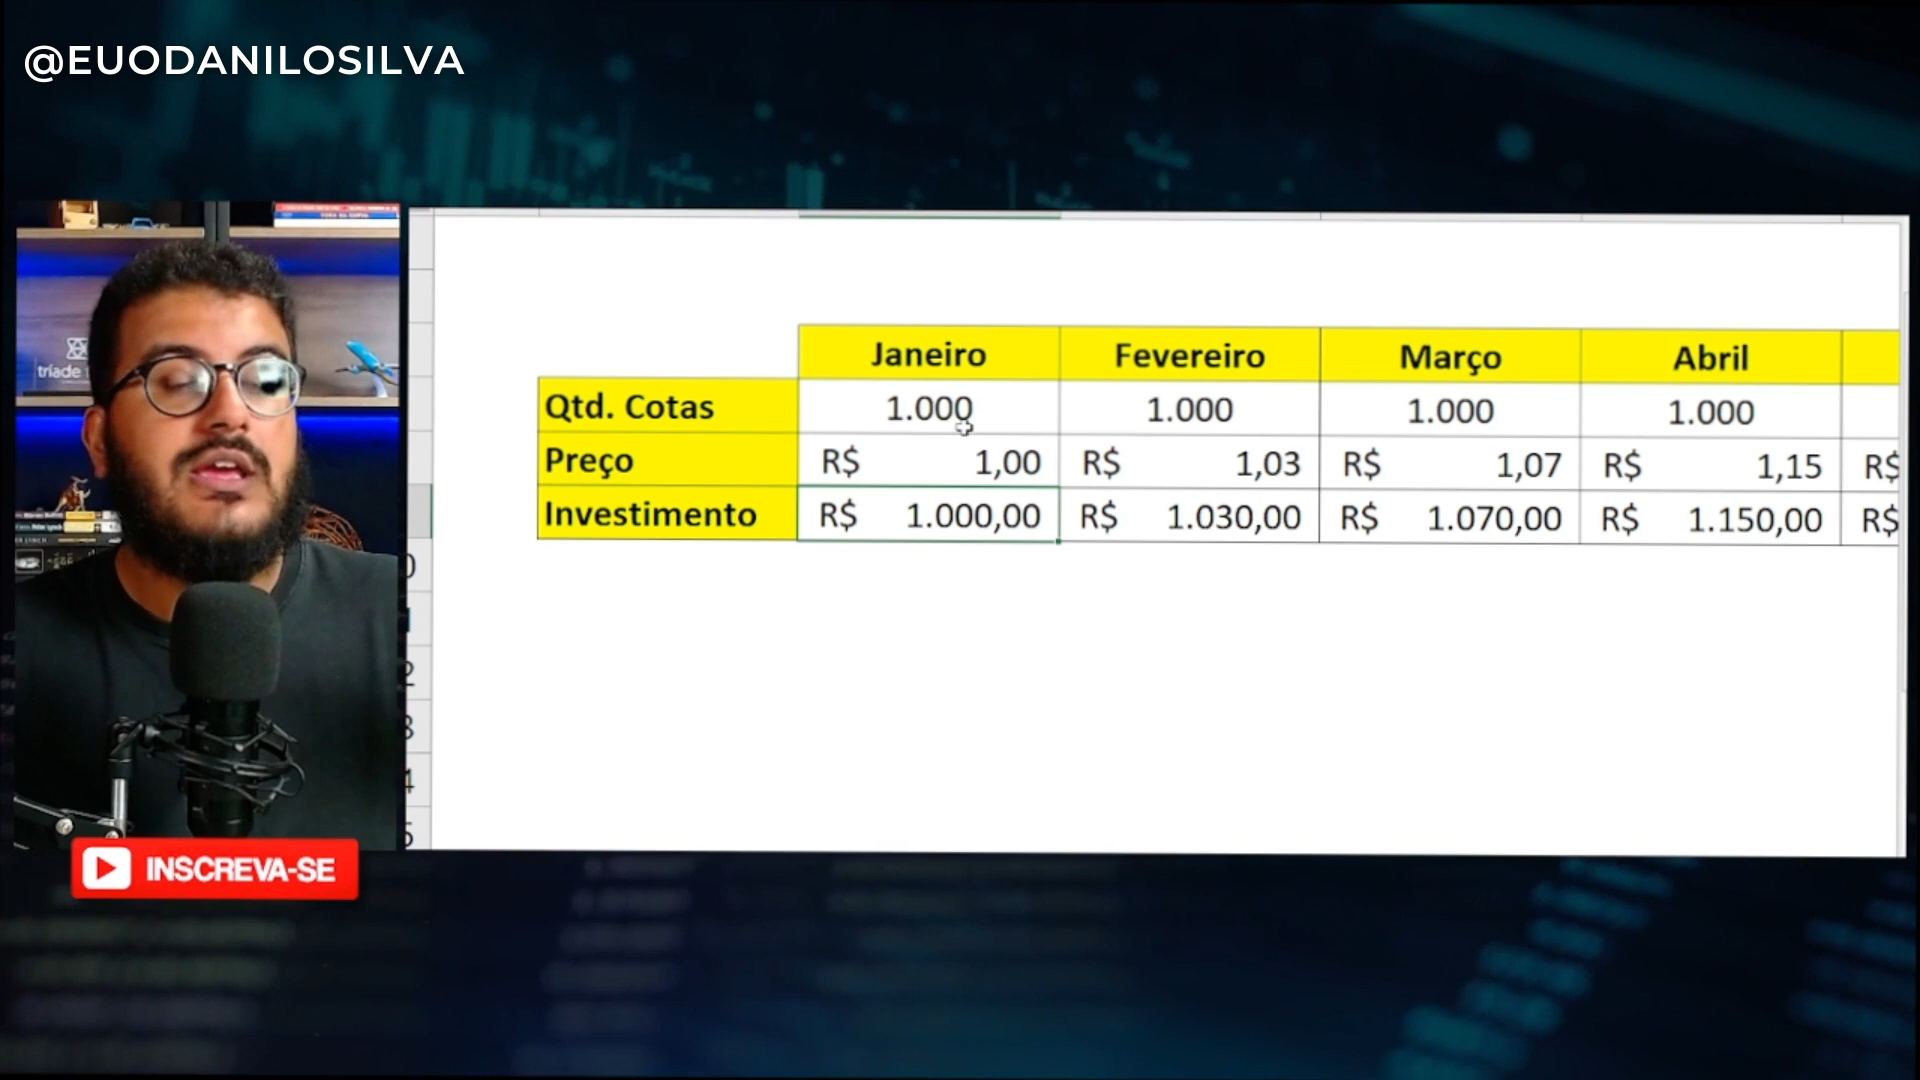 @EUODANILOSILVA
tríade
Janeiro Fevereiro Março Abril
Qtd. Cotas 1.000 1.000 1.000 1.000
Preço R$ 1,00 R$ 1,03 R$ 1,07 R$ 1,15 R$
Investimento R$ 1.000,00 R$ 1.030,00 R$ 1.070,00 R$ 1.150,00 R$
INSCREVA-SE